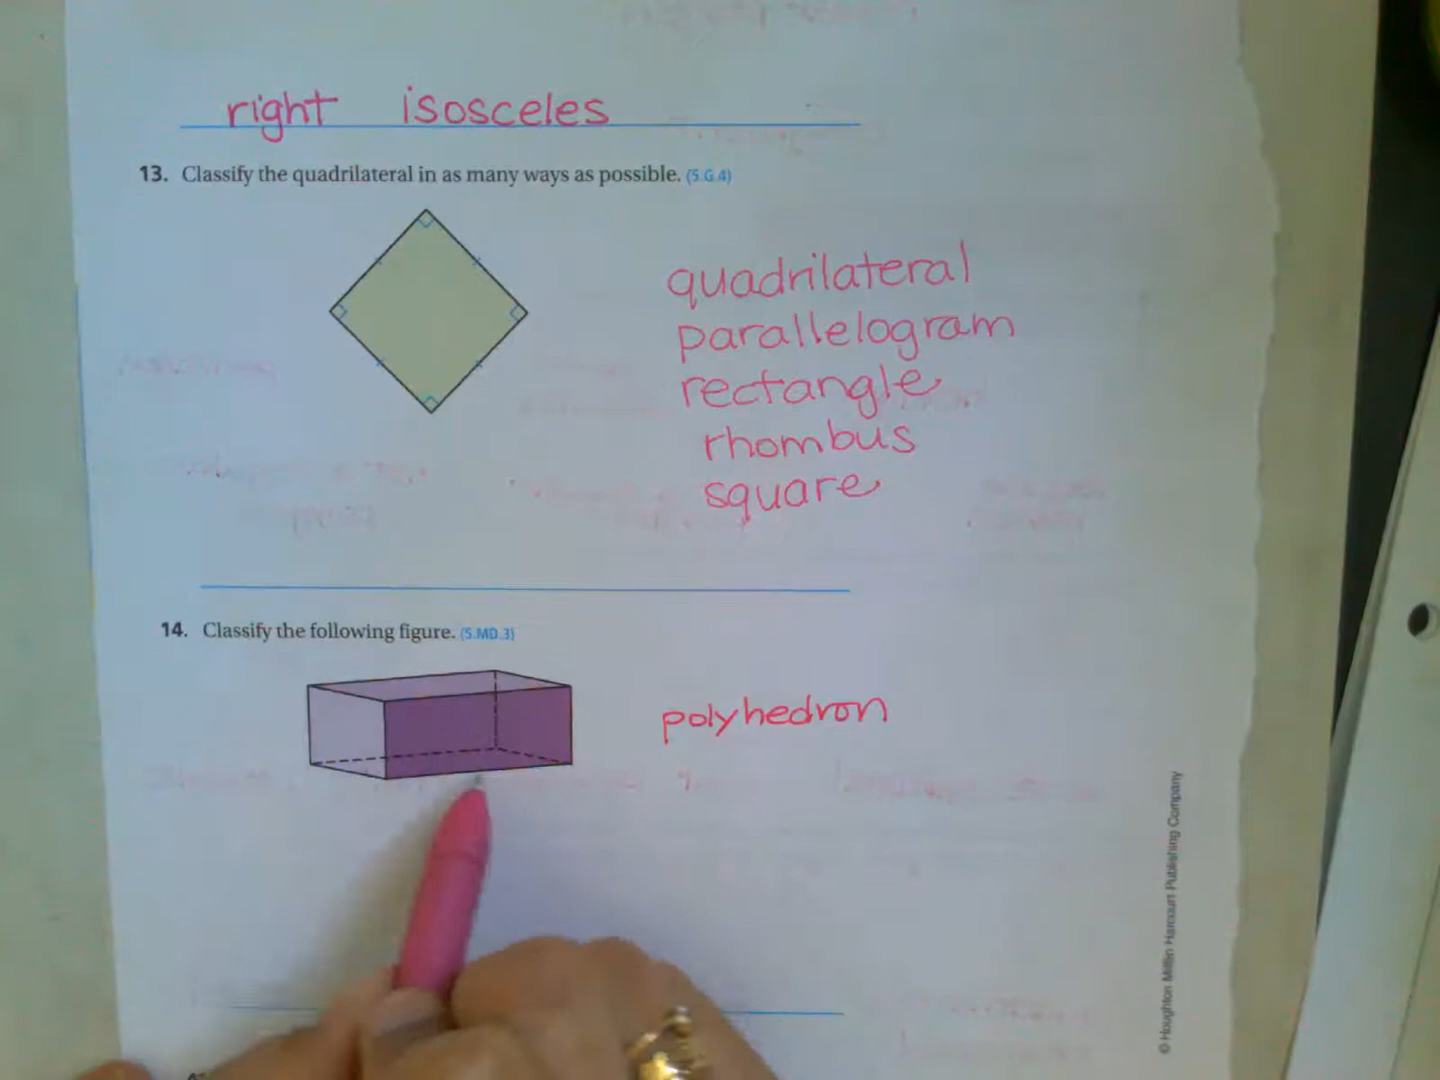 right isosceles
13. Classify the quadrilateral in as many ways as possible. (5.G.4)
quadrilateral
parallelogram
rectangle
rhombus
square
14. Classify the following figure. (5.MD.3)
polyhedron
© Houghton Mifflin Harcourt Publishing Company